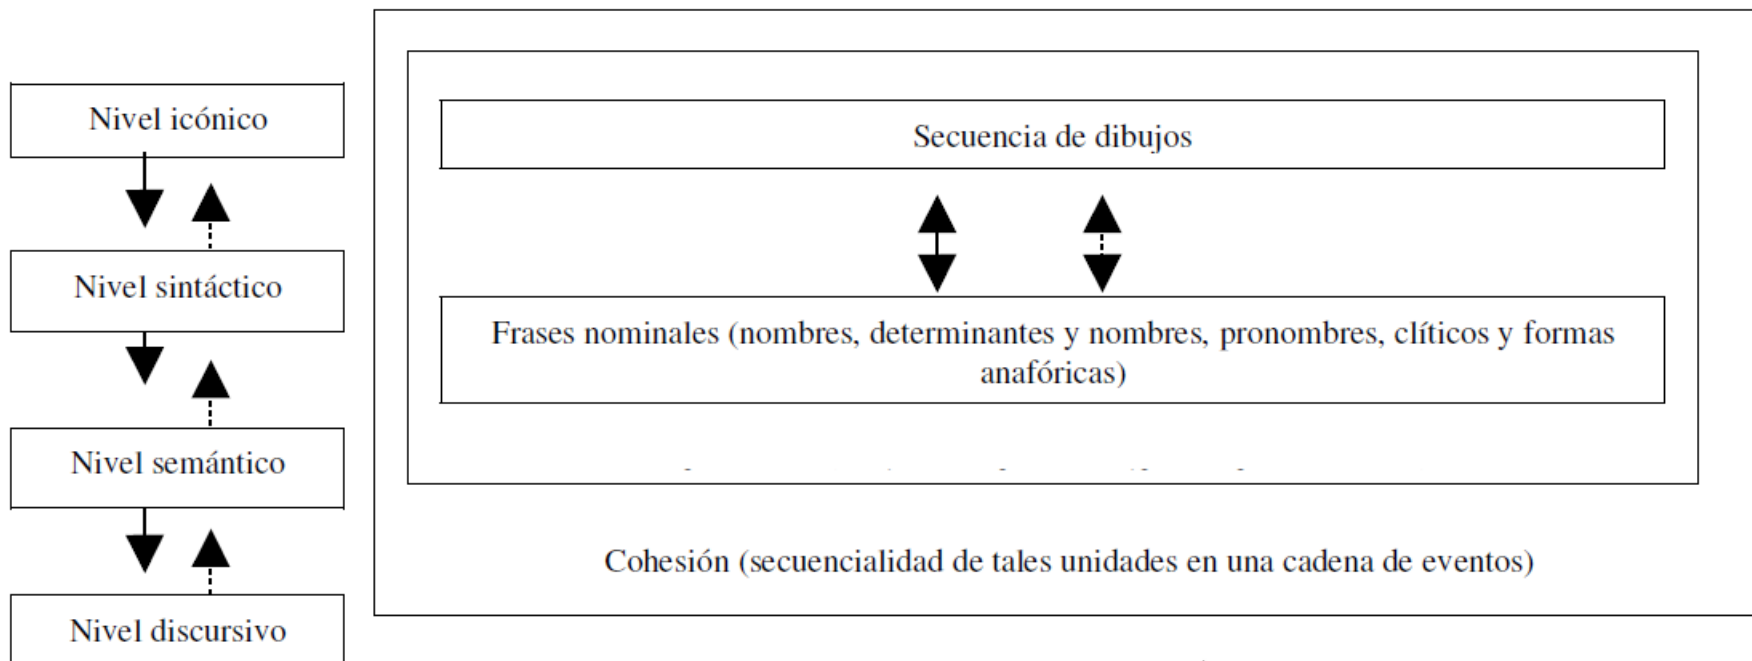 Nivel icónico
Secuencia de dibujos
Nivel sintáctico
Frases nominales (nombres, determinantes y nombres, pronombres, clíticos y formas
anafóricas)
Nivel semántico
Cohesión (secuencialidad de tales unidades en una cadena de eventos)
Nivel discursivo